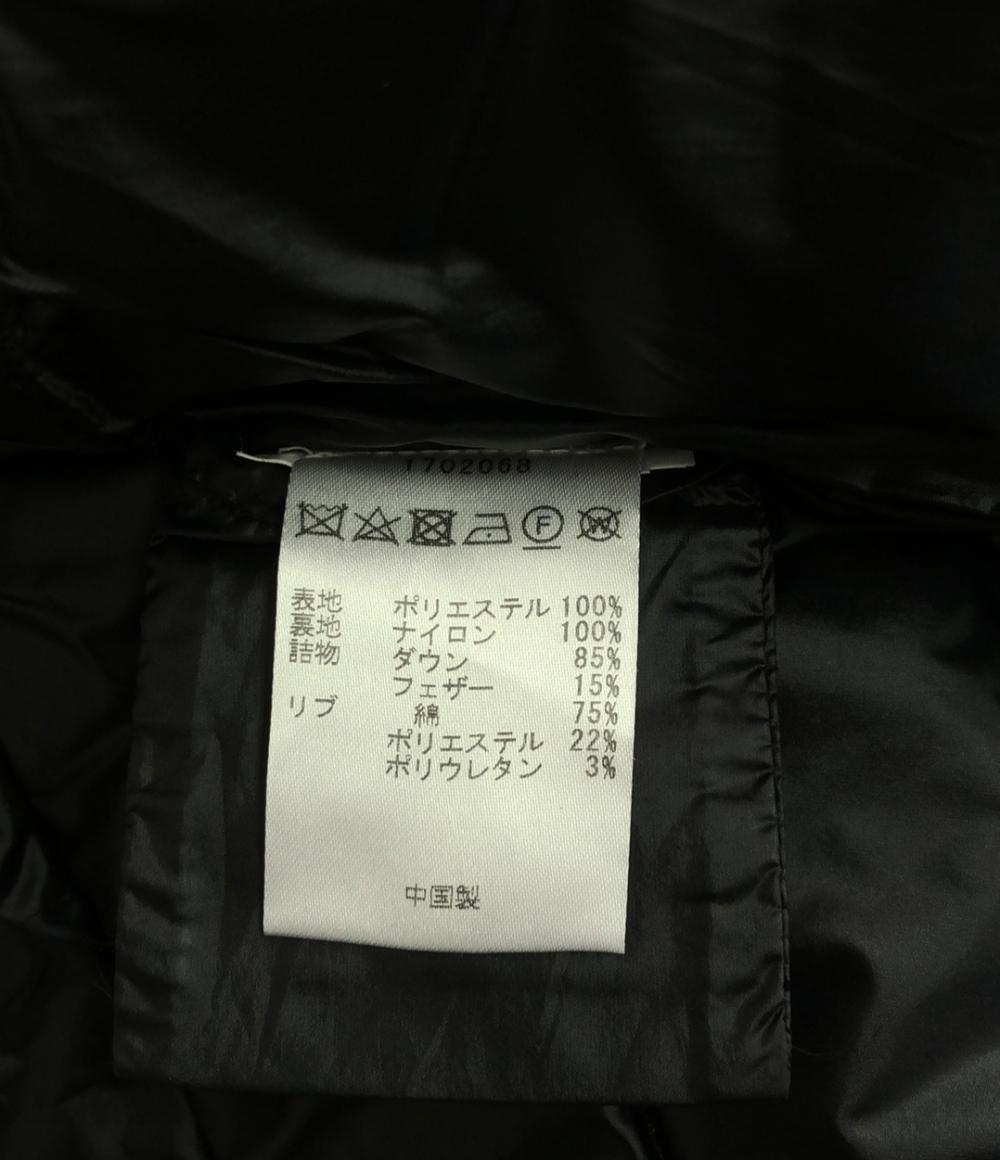 1702068
F W
表地 ポリエステル 100%
裏地 ナイロン 100%
詰物 ダウン 85%
フェザー 15%
リブ 綿 75%
ポリエステル 22%
ポリウレタン 3%
中国製